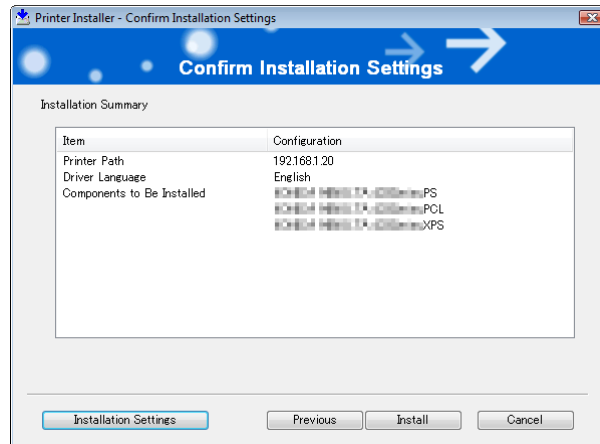 Printer Installer - Confirm Installation Settings
Confirm Installation Settings
Installation Summary
Item Configuration
Printer Path 192.168.1.20
Driver Language English
Components to Be Installed PS
PCL
XPS
Installation Settings Previous Install Cancel